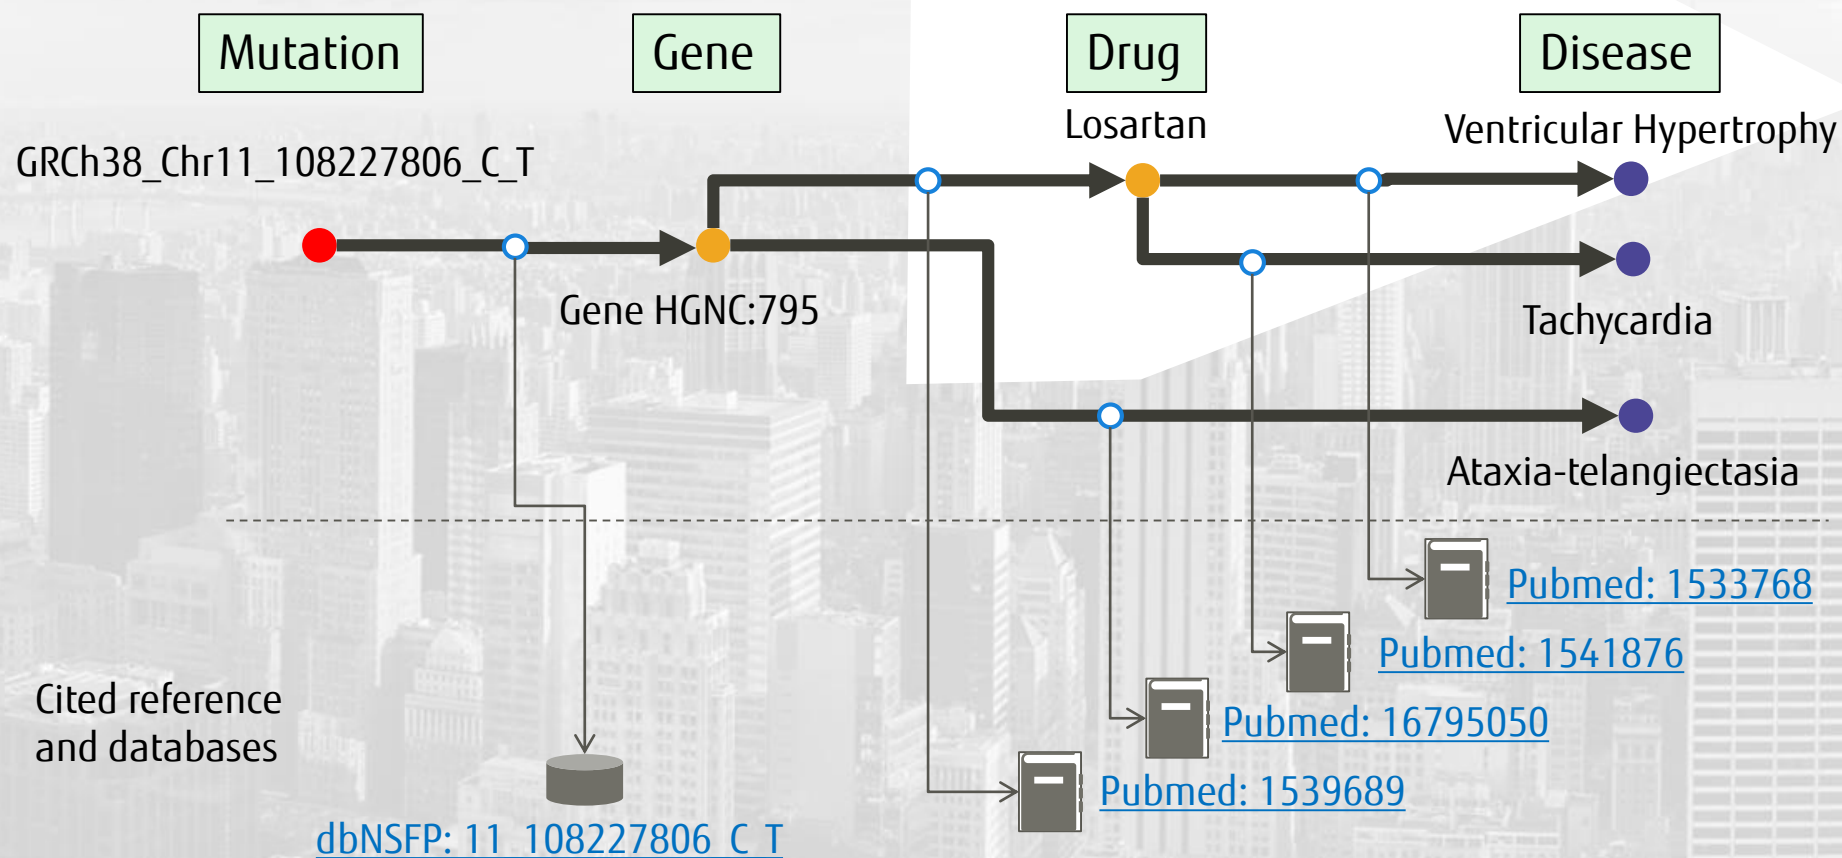 Mutation
Gene
Drug
Disease
Losartan
Ventricular Hypertrophy
GRCh38_Chr11_108227806_C_T
Gene HGNC:795
Tachycardia
Ataxia-telangiectasia
Pubmed: 1533768
Pubmed: 1541876
Cited reference
and databases
Pubmed: 16795050
Pubmed: 1539689
dbNSFP: 11_108227806_C_T